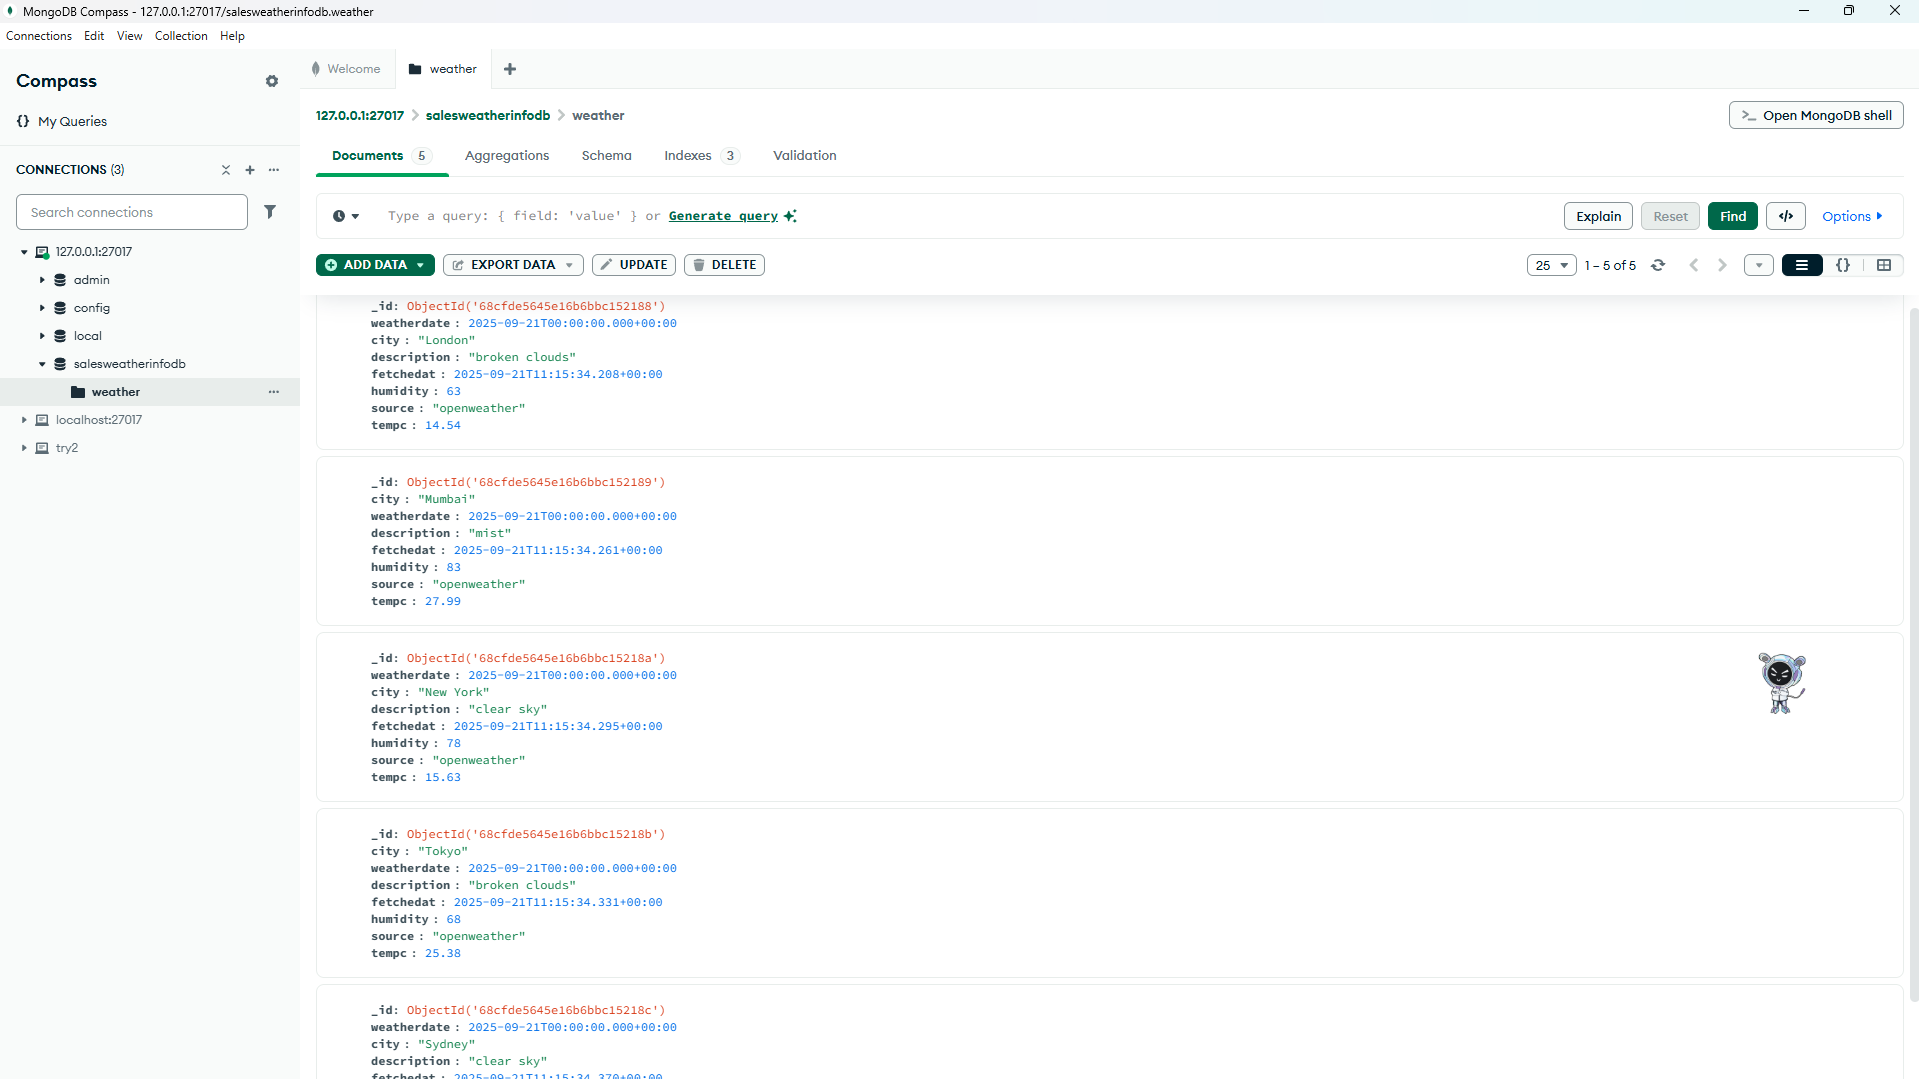 MongoDB Compass - 127.0.0.1:27017/salesweatherinfodb.weather
Connections Edit View Collection Help
Compass
Welcome
weather
My Queries
127.0.0.1:27017 > salesweatherinfodb > weather
>_ Open MongoDB shell
Documents 5 Aggregations Schema Indexes 3 Validation
CONNECTIONS (3)
Search connections
Type a query: { field: 'value' } or Generate query
Explain Reset Find </> Options
ADD DATA EXPORT DATA UPDATE DELETE
25 1 – 5 of 5 {}
127.0.0.1:27017
admin
config
local
salesweatherinfodb
weather
localhost:27017
try2
_id: ObjectId('68cfde5645e16b6bbc152188')
weatherdate : 2025-09-21T00:00:00.000+00:00
city : "London"
description : "broken clouds"
fetchedat : 2025-09-21T11:15:34.208+00:00
humidity : 63
source : "openweather"
tempc : 14.54
_id: ObjectId('68cfde5645e16b6bbc152189')
city : "Mumbai"
weatherdate : 2025-09-21T00:00:00.000+00:00
description : "mist"
fetchedat : 2025-09-21T11:15:34.261+00:00
humidity : 83
source : "openweather"
tempc : 27.99
_id: ObjectId('68cfde5645e16b6bbc15218a')
weatherdate : 2025-09-21T00:00:00.000+00:00
city : "New York"
description : "clear sky"
fetchedat : 2025-09-21T11:15:34.295+00:00
humidity : 78
source : "openweather"
tempc : 15.63
_id: ObjectId('68cfde5645e16b6bbc15218b')
city : "Tokyo"
weatherdate : 2025-09-21T00:00:00.000+00:00
description : "broken clouds"
fetchedat : 2025-09-21T11:15:34.331+00:00
humidity : 68
source : "openweather"
tempc : 25.38
_id: ObjectId('68cfde5645e16b6bbc15218c')
weatherdate : 2025-09-21T00:00:00.000+00:00
city : "Sydney"
description : "clear sky"
fetchedat : 2025-09-21T11:15:34.370+00:00